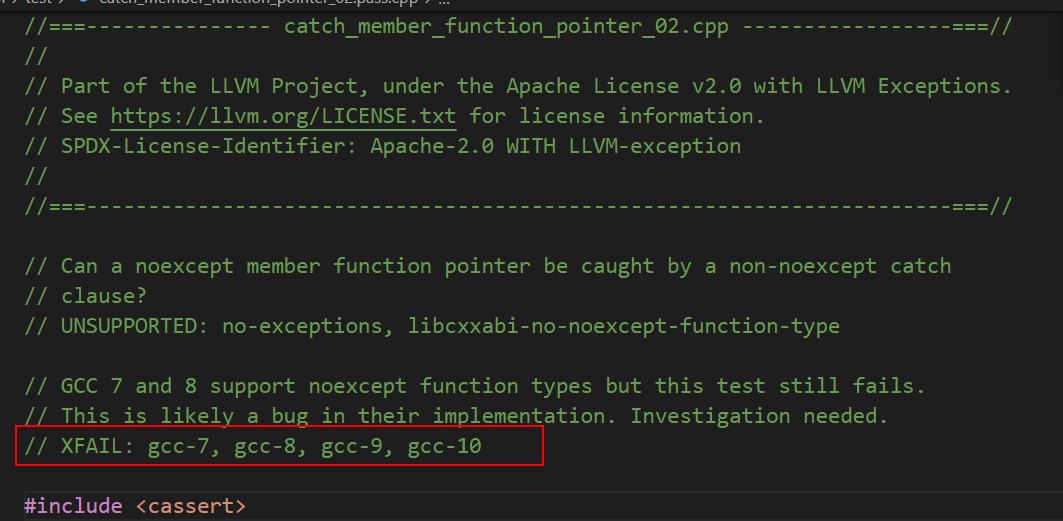 //===--------------- catch_member_function_pointer_02.cpp -----------------===//
//
// Part of the LLVM Project, under the Apache License v2.0 with LLVM Exceptions.
// See https://llvm.org/LICENSE.txt for license information.
// SPDX-License-Identifier: Apache-2.0 WITH LLVM-exception
//
//===----------------------------------------------------------------------===//
// Can a noexcept member function pointer be caught by a non-noexcept catch
// clause?
// UNSUPPORTED: no-exceptions, libcxxabi-no-noexcept-function-type
// GCC 7 and 8 support noexcept function types but this test still fails.
// This is likely a bug in their implementation. Investigation needed.
// XFAIL: gcc-7, gcc-8, gcc-9, gcc-10
#include <cassert>